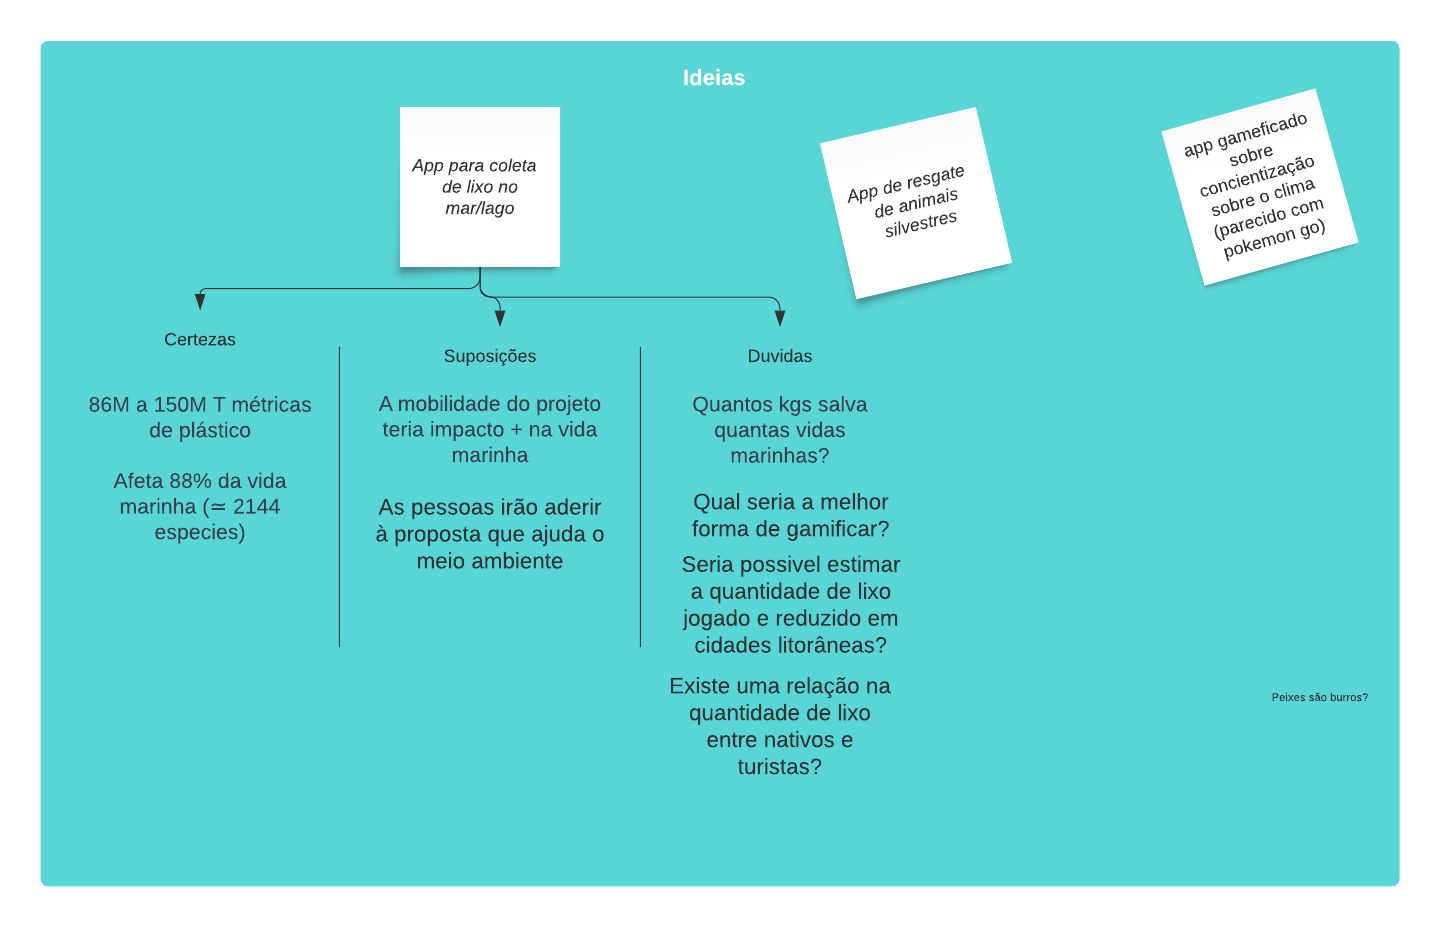 Ideias
App para coleta
de lixo no
mar/lago
App de resgate
de animais
silvestres
app gameficado
sobre
concientização
sobre o clima
(parecido com
pokemon go)
Certezas
86M a 150M T métricas
de plástico
Afeta 88% da vida
marinha (≃ 2144
especies)
Suposições
A mobilidade do projeto
teria impacto + na vida
marinha
As pessoas irão aderir
à proposta que ajuda o
meio ambiente
Duvidas
Quantos kgs salva
quantas vidas
marinhas?
Qual seria a melhor
forma de gamificar?
Seria possivel estimar
a quantidade de lixo
jogado e reduzido em
cidades litorâneas?
Existe uma relação na
quantidade de lixo
entre nativos e
turistas?
Peixes são burros?